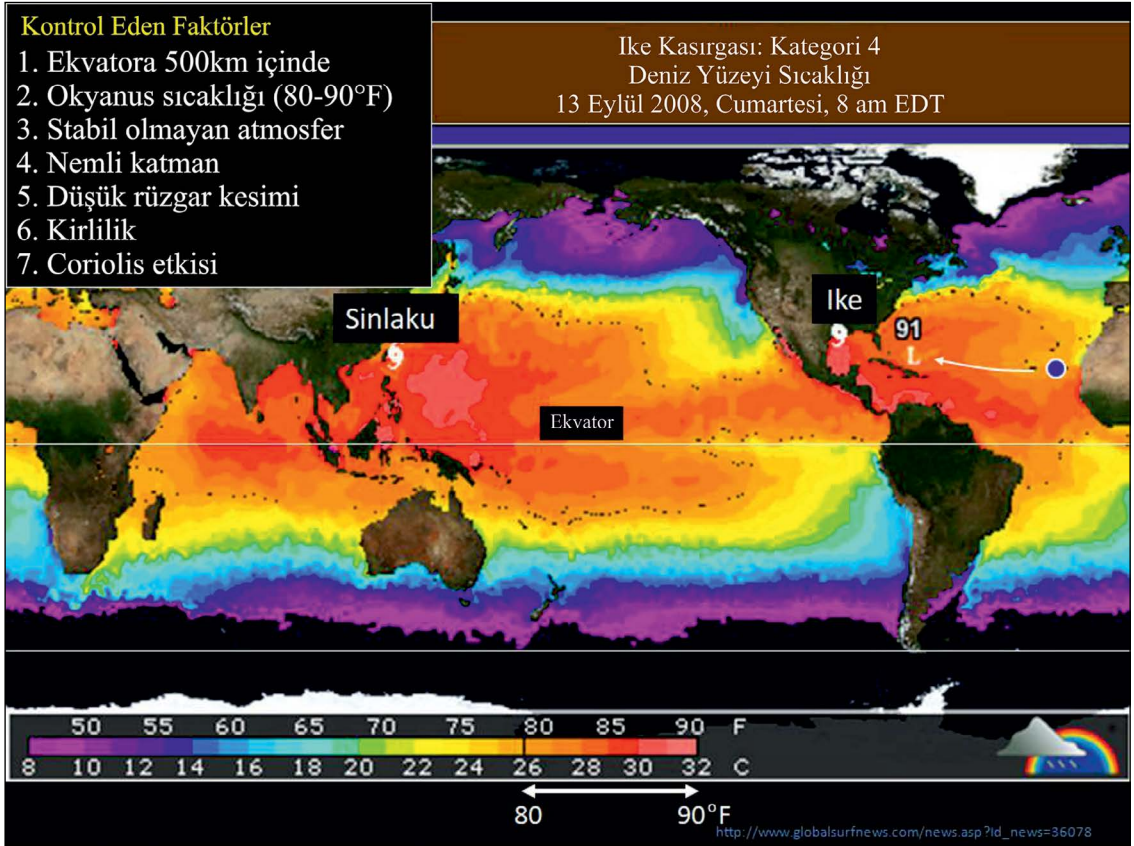 Kontrol Eden Faktörler
1. Ekvatora 500km içinde
2. Okyanus sıcaklığı (80-90°F)
3. Stabil olmayan atmosfer
4. Nemli katman
5. Düşük rüzgar kesimi
6. Kirlilik
7. Coriolis etkisi
Ike Kasırgası: Kategori 4
Deniz Yüzeyi Sıcaklığı
13 Eylül 2008, Cumartesi, 8 am EDT
Sinlaku
Ike
91
L
Ekvator
50 55 60 65 70 75 80 85 90 F
8 10 12 14 16 18 20 22 24 26 28 30 32 C
80 90°F
http://www.globalsurfnews.com/news.asp?id_news=36078